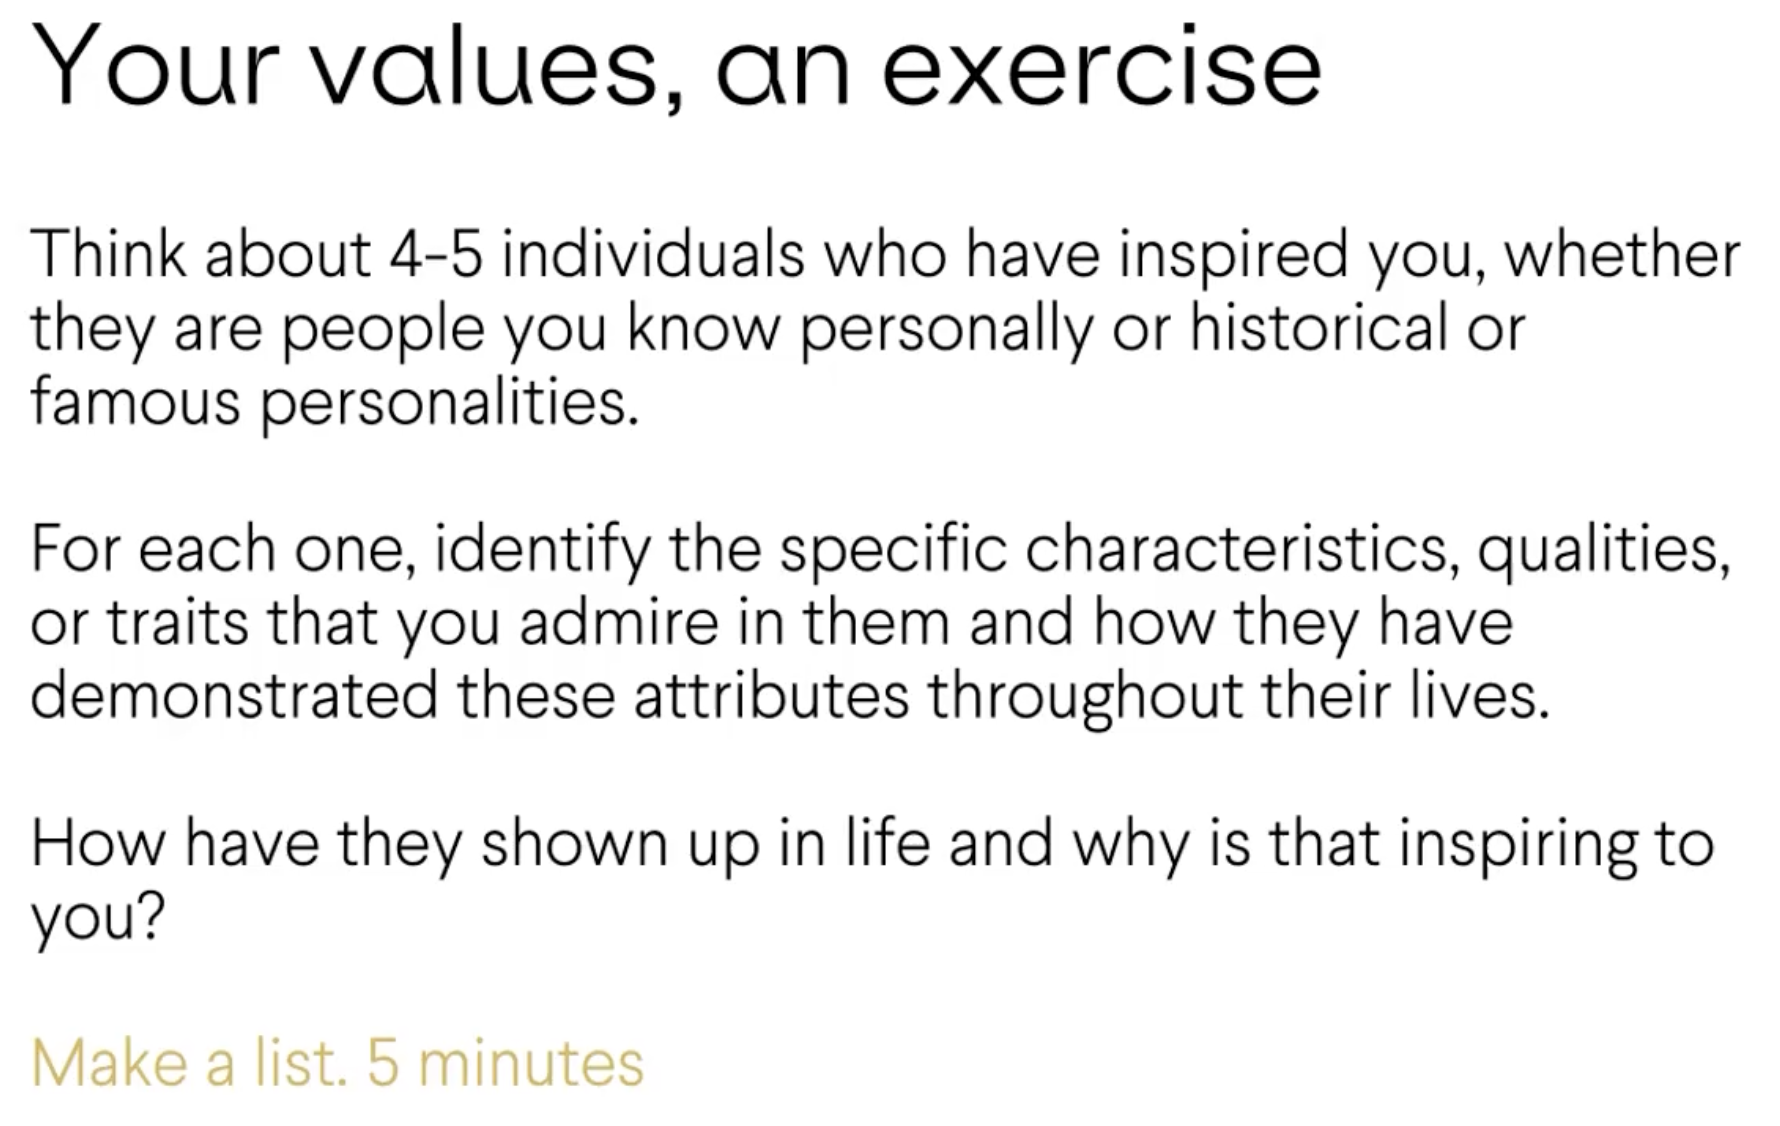 Your values, an exercise
Think about 4-5 individuals who have inspired you, whether
they are people you know personally or historical or
famous personalities.
For each one, identify the specific characteristics, qualities,
or traits that you admire in them and how they have
demonstrated these attributes throughout their lives.
How have they shown up in life and why is that inspiring to
you?
Make a list. 5 minutes